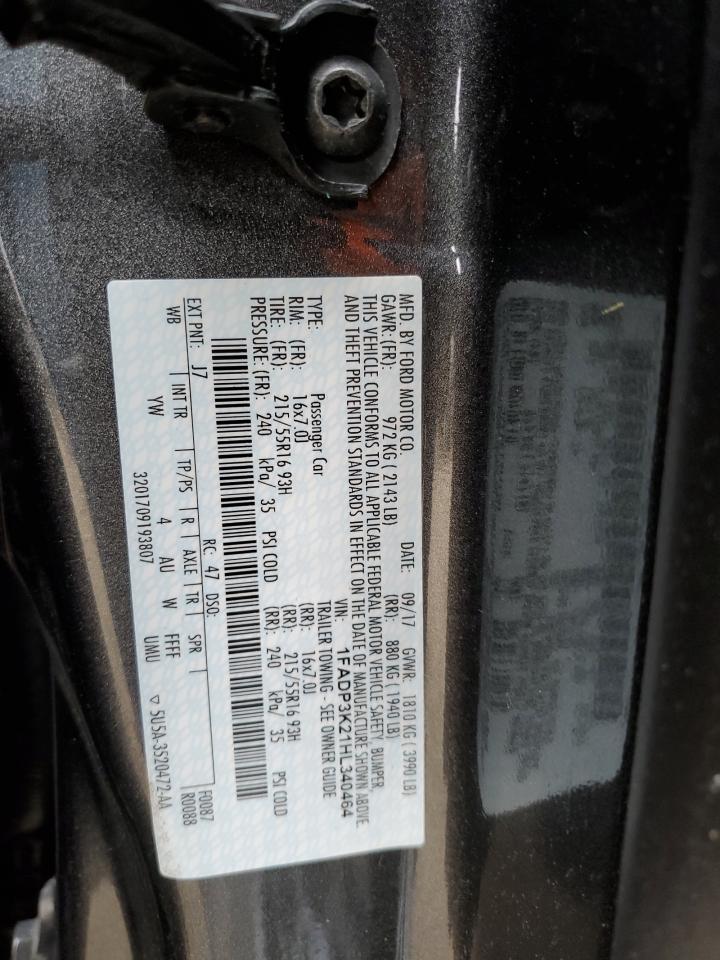 MFD. BY FORD MOTOR CO. DATE: 09/17 GVWR: 1810 KG ( 3990 LB)
GAWR:(FR): 972 KG ( 2143 LB) (RR): 880 KG ( 1940 LB)
THIS VEHICLE CONFORMS TO ALL APPLICABLE FEDERAL MOTOR VEHICLE SAFETY, BUMPER,
AND THEFT PREVENTION STANDARDS IN EFFECT ON THE DATE OF MANUFACTURE SHOWN ABOVE.
VIN: 1FADP3K21HL340464
TYPE: Passenger Car TRAILER TOWING - SEE OWNER GUIDE
RIM: (FR): 16x7.0J (RR): 16x7.0J
TIRE: (FR): 215/55R16 93H (RR): 215/55R16 93H
PRESSURE: (FR): 240 kPa/ 35 PSI COLD (RR): 240 kPa/ 35 PSI COLD
EXT PNT: J7 RC: 47 DSO: F0087
WB INT TR TP/PS R AXLE TR SPR R0088
YW 4 AU W FFFF
3201709193807 UMU ▽ 5U5A-3520472-AA